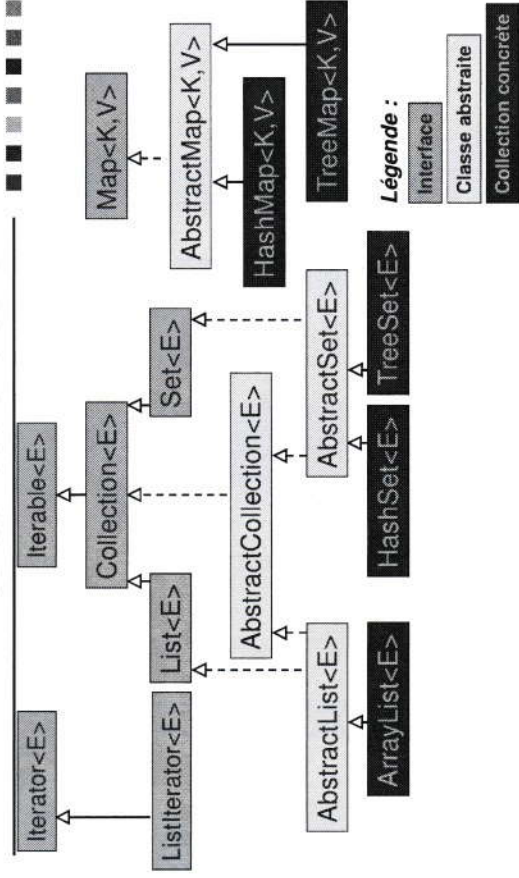 Iterator<E>
Iterable<E>
ListIterator<E>
Collection<E>
List<E>
Set<E>
Map<K,V>
AbstractCollection<E>
AbstractMap<K,V>
AbstractList<E>
AbstractSet<E>
HashMap<K,V>
ArrayList<E>
HashSet<E>
TreeSet<E>
TreeMap<K,V>
Légende :
Interface
Classe abstraite
Collection concrète